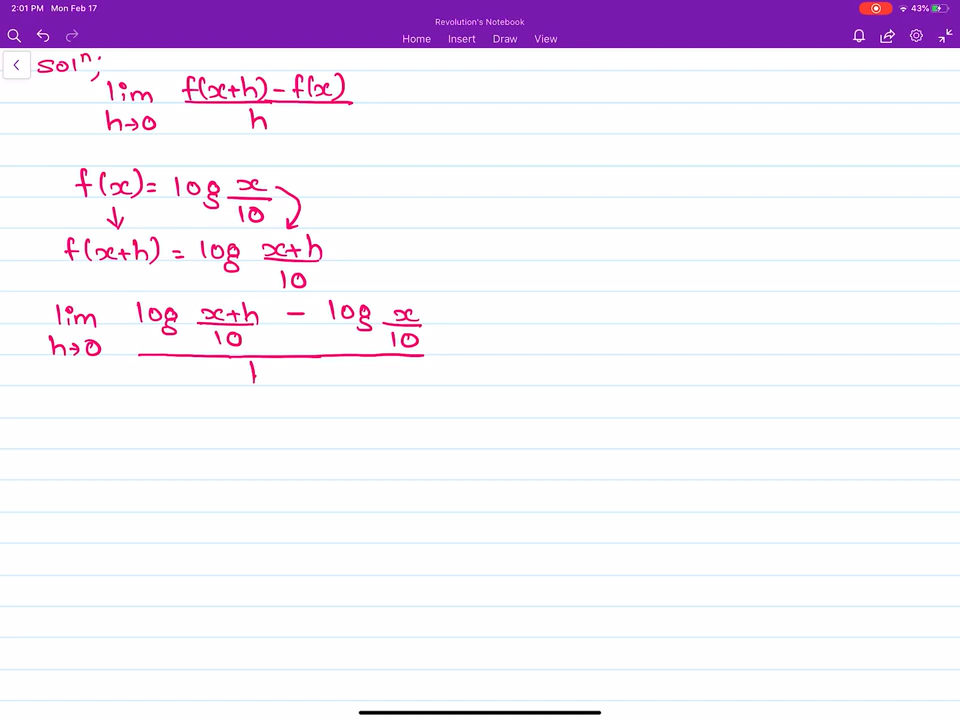 2:01 PM Mon Feb 17
43%
Revolution's Notebook
Home Insert Draw View
Solⁿ;
lim f(x+h) - f(x)
h→0 h
f(x) = log x/10
↓
f(x+h) = log x+h/10
lim log x+h/10 - log x/10
h→0